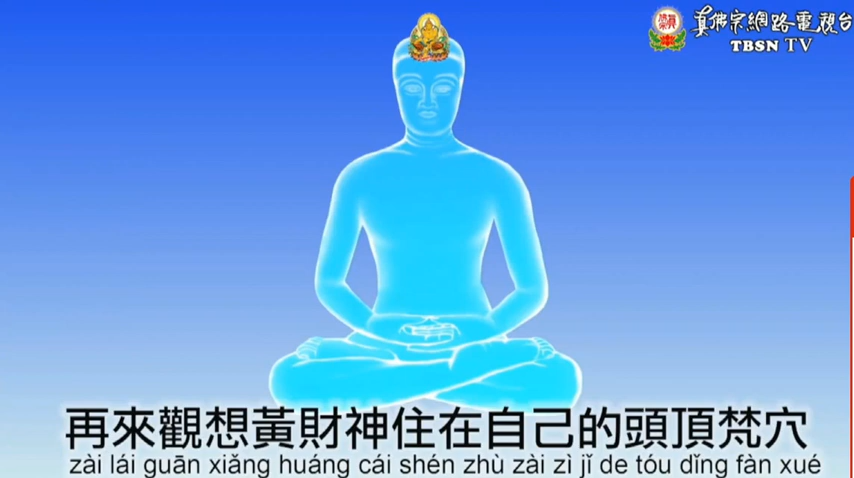 真佛宗網路電視台
TBSN TV
再來觀想黃財神住在自己的頭頂梵穴
zài lái guān xiǎng huáng cái shén zhù zài zì jǐ de tóu dǐng fàn xué